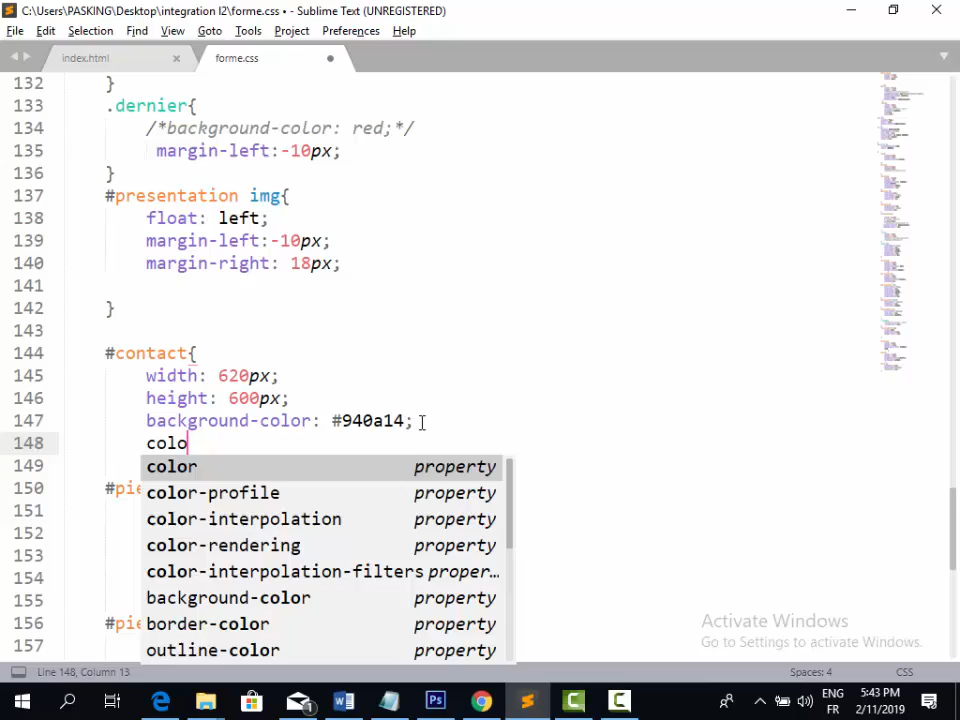 C:\Users\PASKING\Desktop\integration I2\forme.css • - Sublime Text (UNREGISTERED)
File Edit Selection Find View Goto Tools Project Preferences Help
index.html forme.css
132 }
133 .dernier{
134 /*background-color: red;*/
135 margin-left:-10px;
136 }
137 #presentation img{
138 float: left;
139 margin-left:-10px;
140 margin-right: 18px;
141
142 }
143
144 #contact{
145 width: 620px;
146 height: 600px;
147 background-color: #940a14;
148 colo
149 color property
150 #pie color-profile property
151
152 color-interpolation property
153 color-rendering property
154 color-interpolation-filters proper…
155 background-color property
156 #pie border-color property
157 outline-color property
Activate Windows
Go to Settings to activate Windows.
Line 148, Column 13 Spaces: 4 CSS
ENG 5:43 PM
FR 2/11/2019